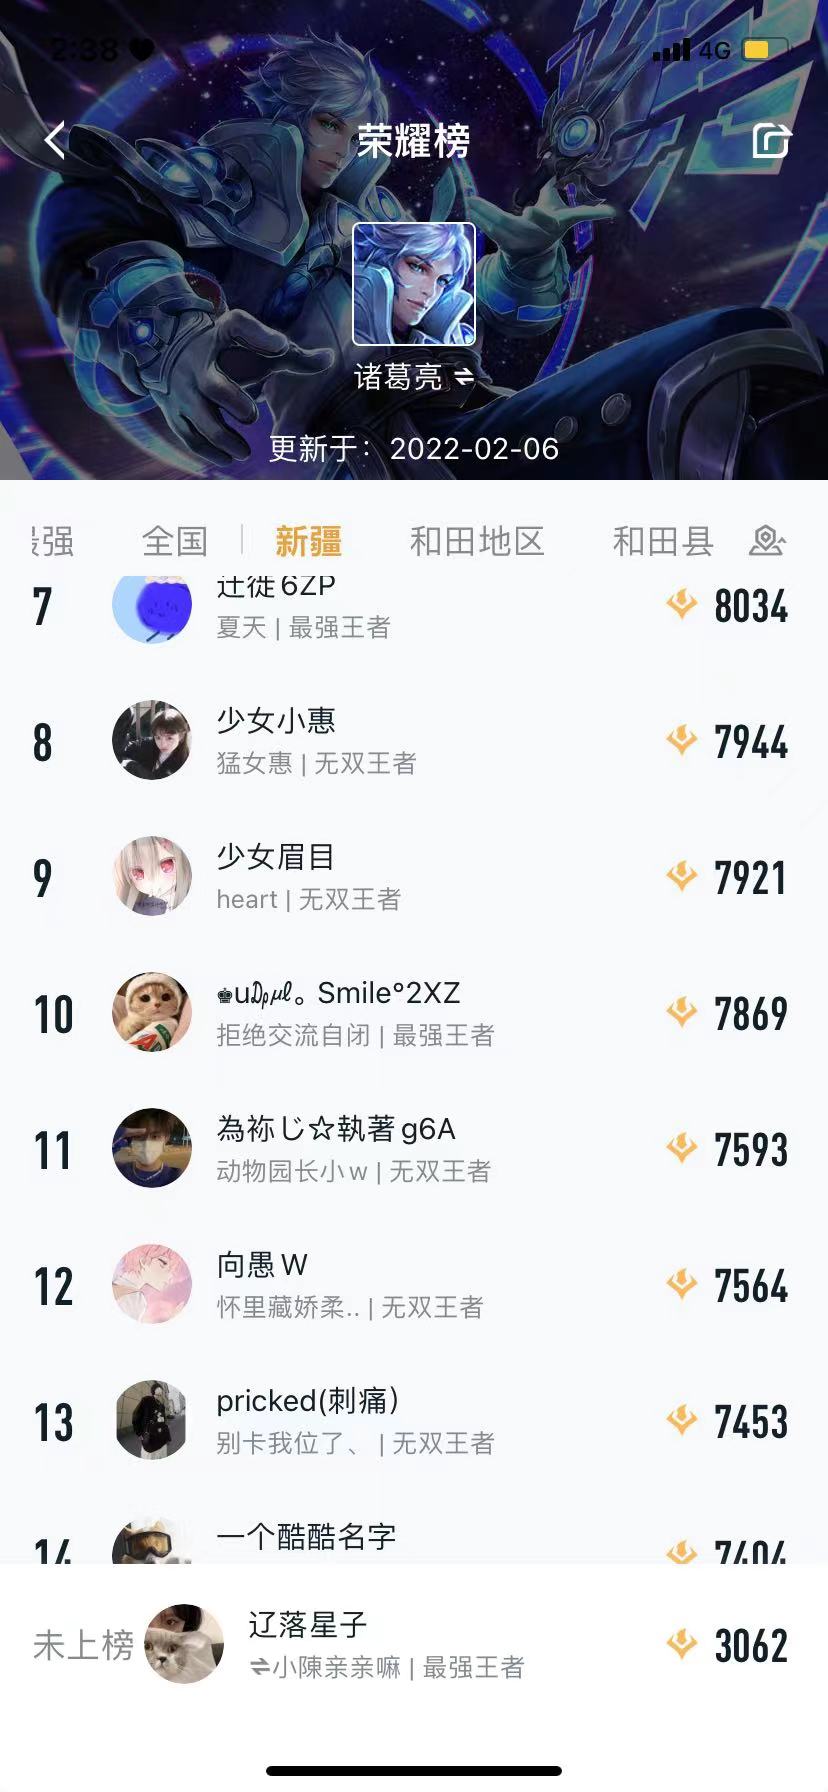 2:38
4G
荣耀榜
诸葛亮 ⇌
更新于：2022-02-06
最强 全国 | 新疆 和田地区 和田县
7 迁徙6ZP 8034
夏天 | 最强王者
8 少女小惠 7944
猛女惠 | 无双王者
9 少女眉目 7921
heart | 无双王者
10 Smile°2XZ 7869
拒绝交流自闭 | 最强王者
11 為袮じ☆執著g6A 7593
动物园长小w | 无双王者
12 向愚W 7564
怀里藏娇柔.. | 无双王者
13 pricked(刺痛） 7453
别卡我位了、 | 无双王者
14 一个酷酷名字 7404
未上榜 辽落星子 3062
⇌小陳亲亲嘛 | 最强王者